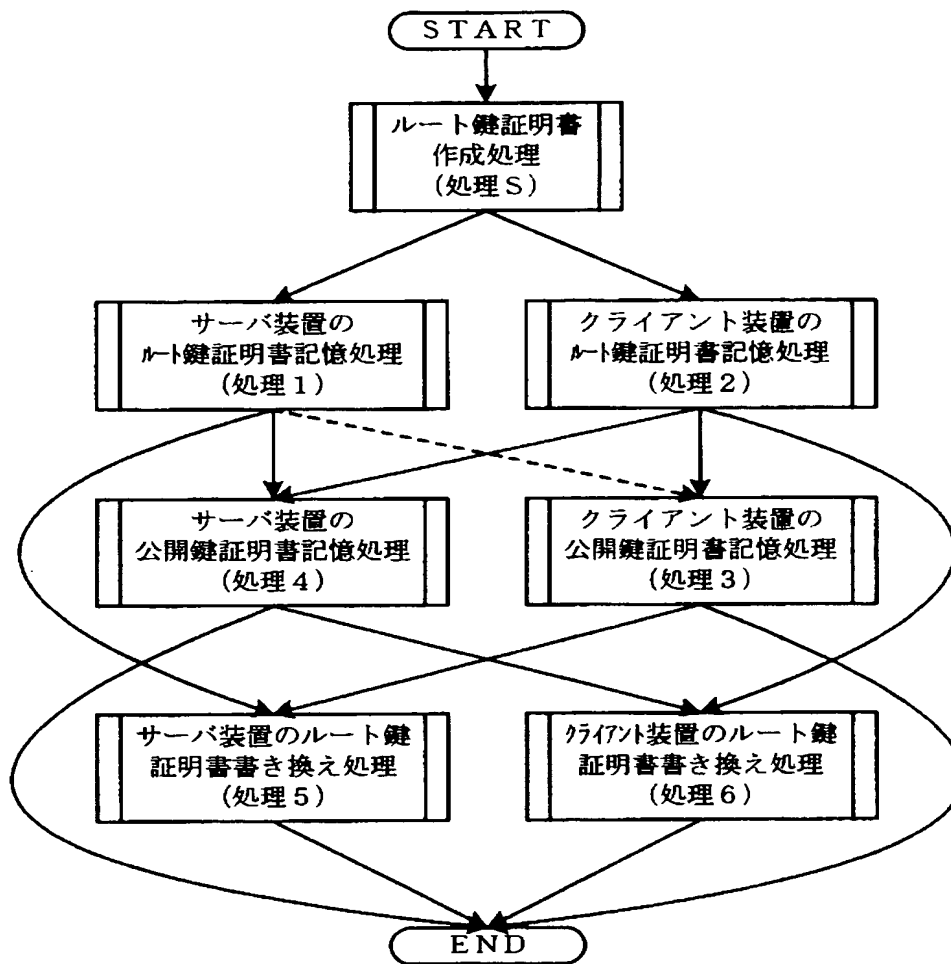 START
ルート鍵証明書
作成処理
(処理S)
サーバ装置の
ルート鍵証明書記憶処理
(処理1)
クライアント装置の
ルート鍵証明書記憶処理
(処理2)
サーバ装置の
公開鍵証明書記憶処理
(処理4)
クライアント装置の
公開鍵証明書記憶処理
(処理3)
サーバ装置のルート鍵
証明書書き換え処理
(処理5)
クライアント装置のルート鍵
証明書書き換え処理
(処理6)
END